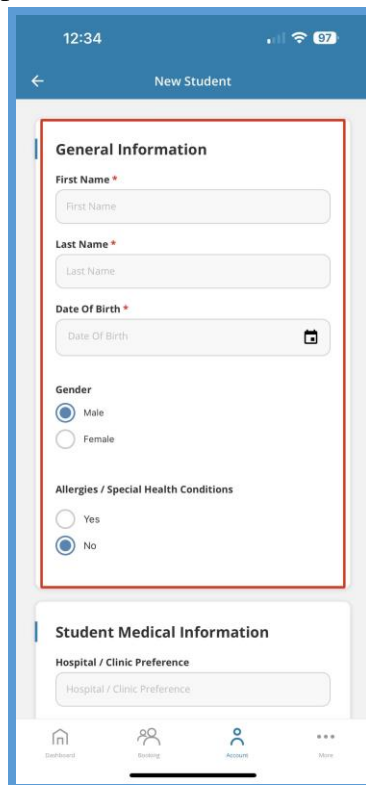 12:34
97
New Student
General Information
First Name *
First Name
Last Name *
Last Name
Date Of Birth *
Date Of Birth
Gender
Male
Female
Allergies / Special Health Conditions
Yes
No
Student Medical Information
Hospital / Clinic Preference
Hospital / Clinic Preference
Dashboard Booking Account More